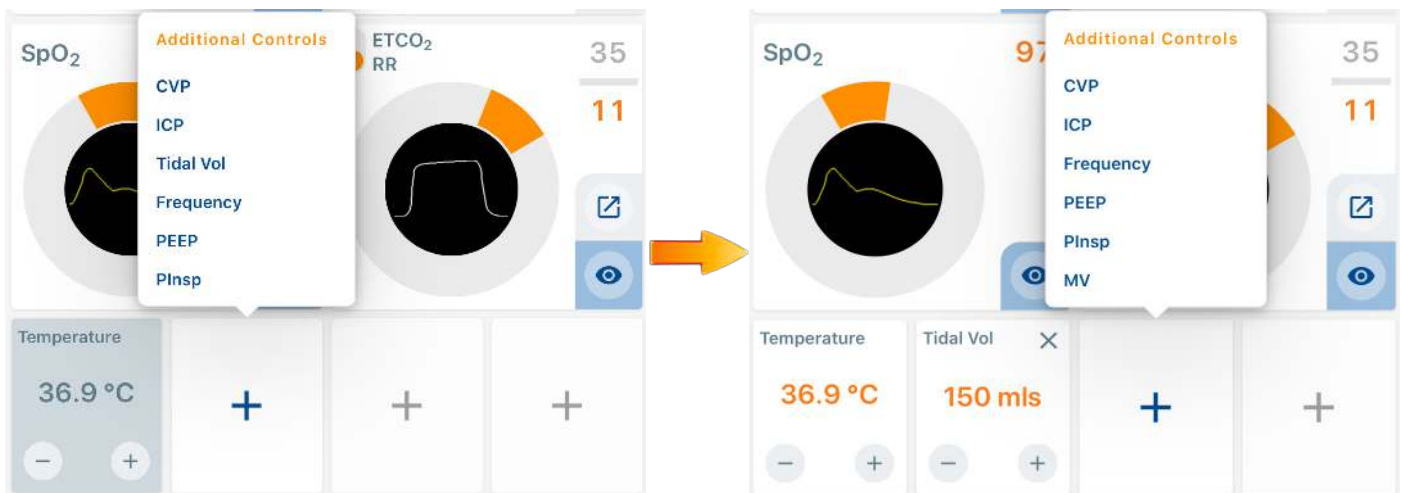 SpO₂
Additional Controls
CVP
ICP
Tidal Vol
Frequency
PEEP
PInsp
ETCO₂
RR
35
11
Temperature
36.9 °C
+
+
+
− +
SpO₂
97
Additional Controls
CVP
ICP
Frequency
PEEP
PInsp
MV
35
11
Temperature
36.9 °C
− +
Tidal Vol ×
150 mls
− +
+
+